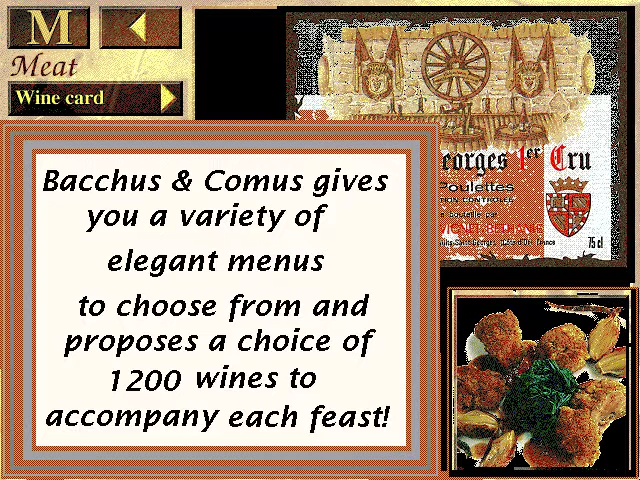 M
Meat
Wine card
eorges 1er Cru
Poulettes
75 cl
Bacchus & Comus gives
you a variety of
elegant menus
to choose from and
proposes a choice of
1200 wines to
accompany each feast!